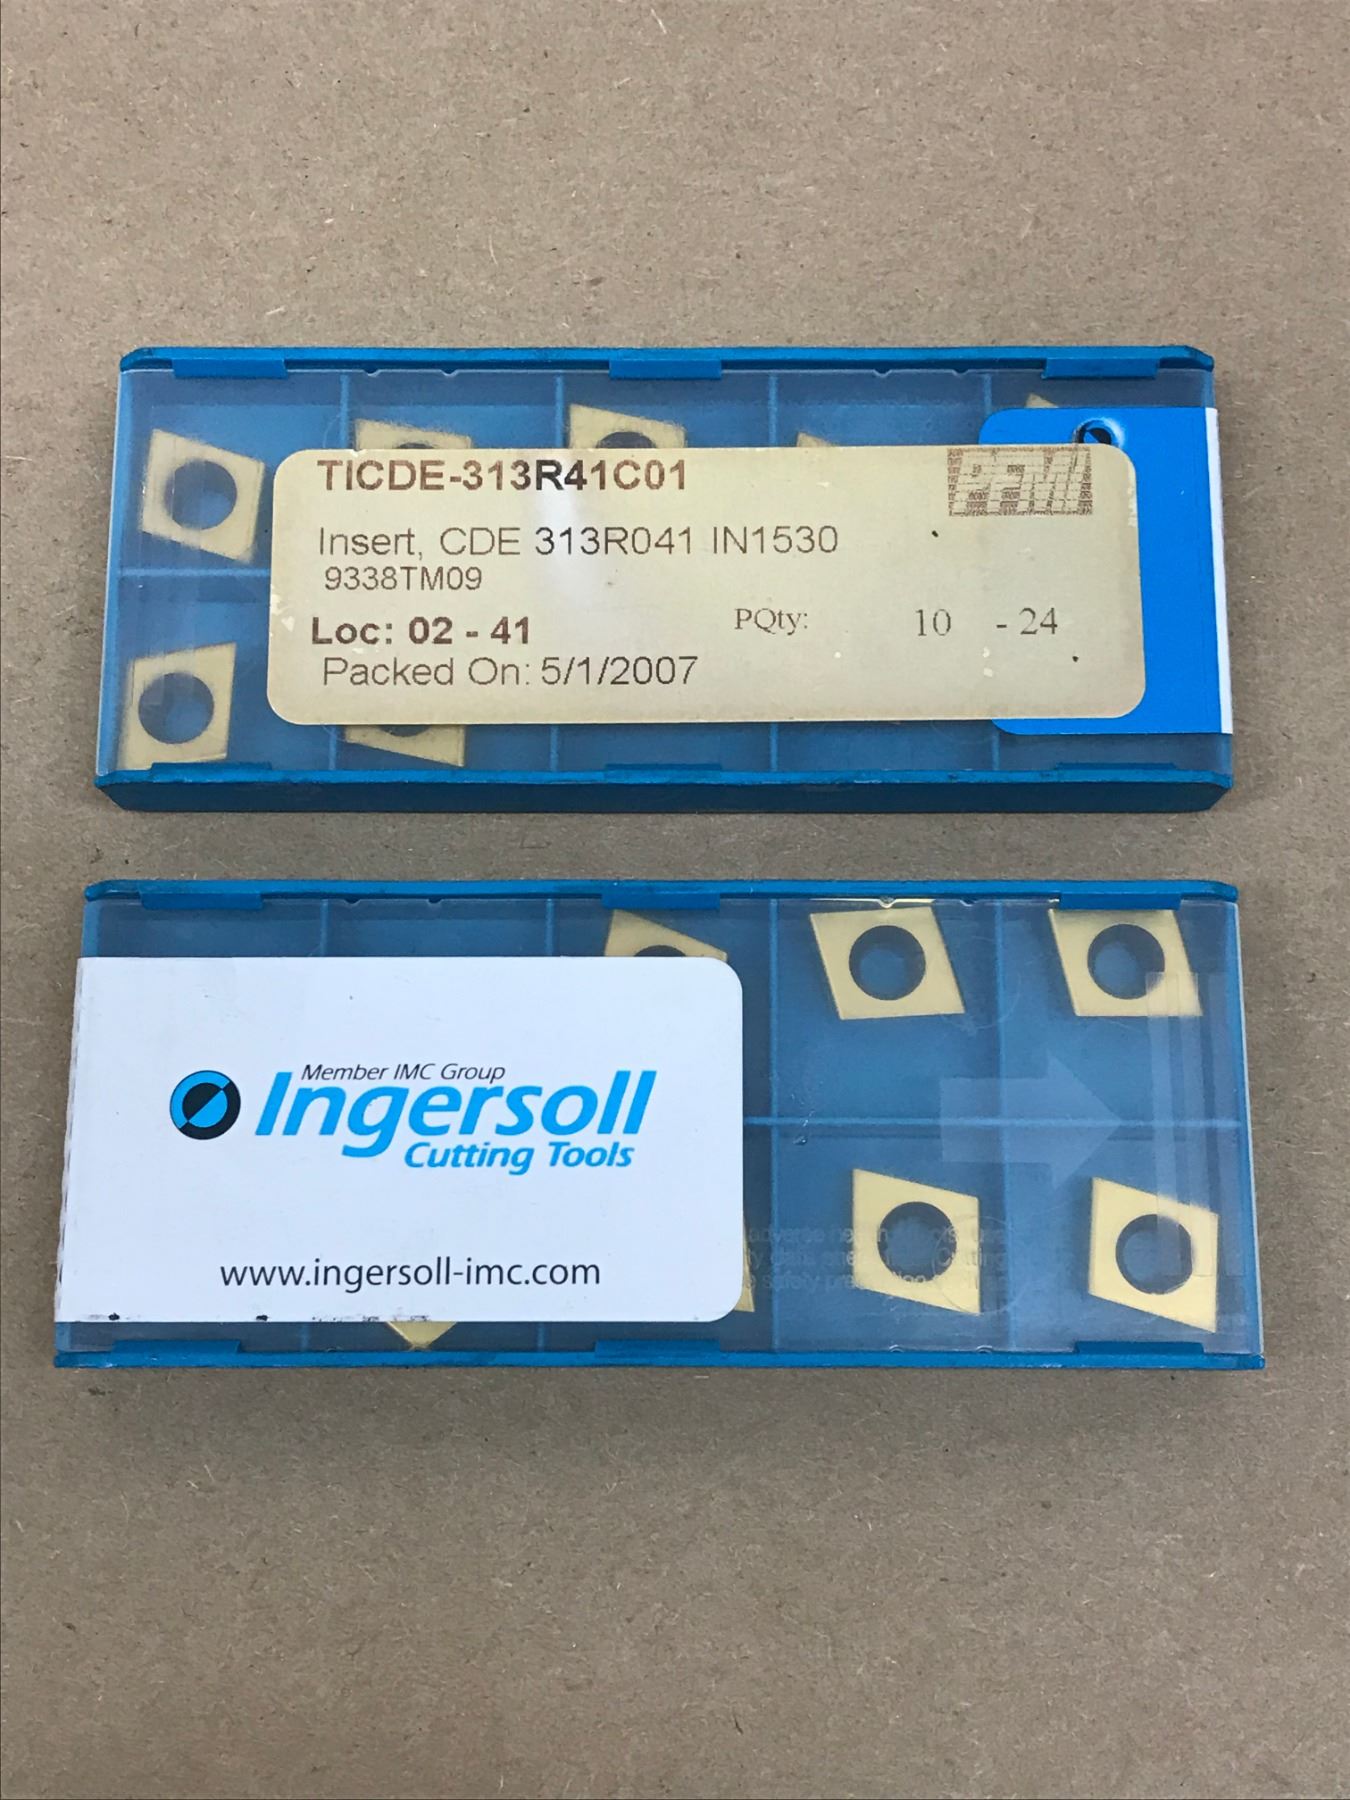 TICDE-313R41C01
Insert, CDE 313R041 IN1530
9338TM09
Loc: 02 - 41
PQty: 10 - 24
Packed On: 5/1/2007
Member IMC Group
Ingersoll
Cutting Tools
www.ingersoll-imc.com